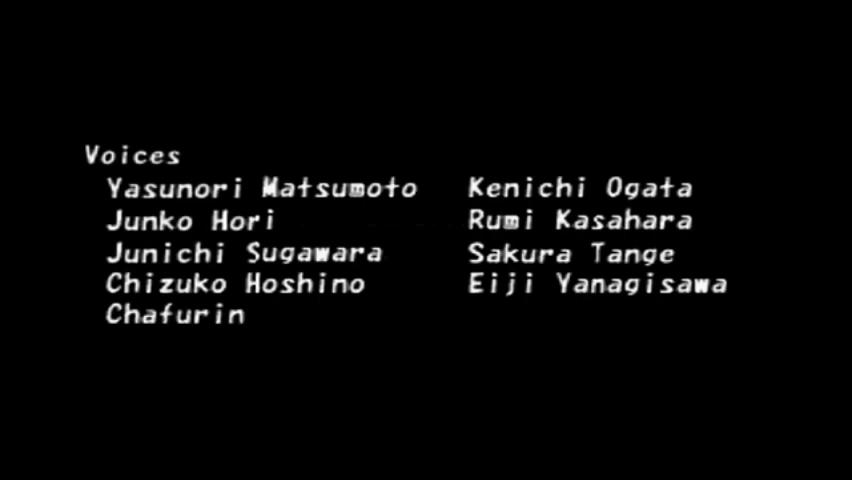 Voices
Yasunori Matsumoto Kenichi Ogata
Junko Hori Rumi Kasahara
Junichi Sugawara Sakura Tange
Chizuko Hoshino Eiji Yanagisawa
Chafurin